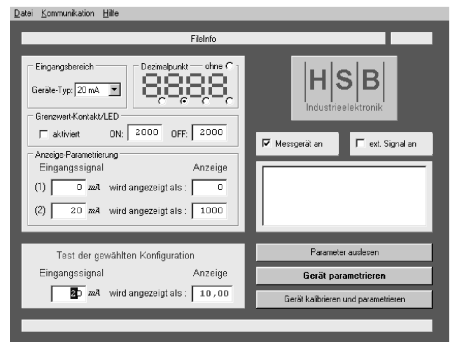 Datei Kommunikation Hilfe
FileInfo
Eingangsbereich
Geräte-Typ: 20 mA
Dezimalpunkt ohne
8888
HSB
Industrieelektronik
Grenzwert-Kontakt/LED
aktiviert ON: 2000 OFF: 2000
Messgerät an ext. Signal an
Anzeige-Parametrierung
Eingangssignal Anzeige
(1) 0 mA wird angezeigt als : 0
(2) 20 mA wird angezeigt als : 1000
Test der gewählten Konfiguration
Eingangssignal Anzeige
20 mA wird angezeigt als : 10,00
Parameter auslesen
Gerät parametrieren
Gerät kalibrieren und parametrieren